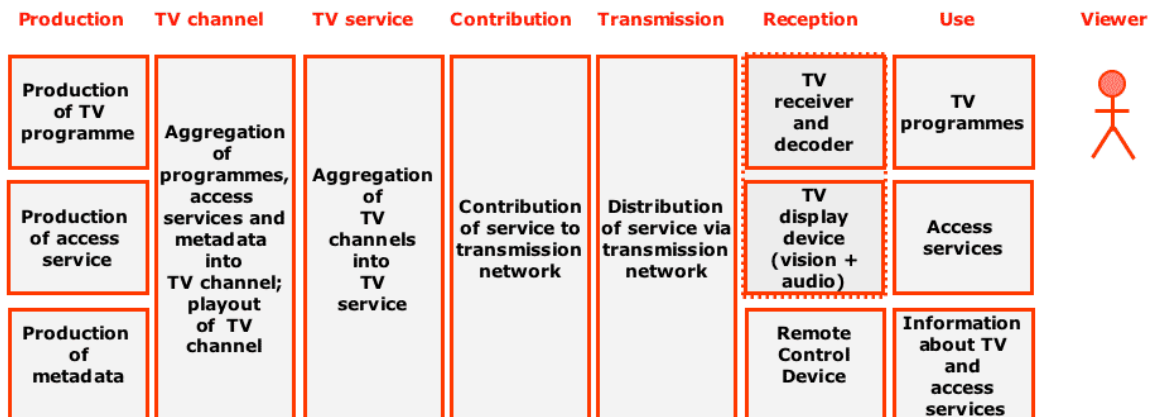 Production
TV channel
TV service
Contribution
Transmission
Reception
Use
Viewer
Production
of TV
programme
Production
of access
service
Production
of
metadata
Aggregation
of
programmes,
access
services and
metadata
into
TV channel;
playout
of TV
channel
Aggregation
of
TV
channels
into
TV
service
Contribution
of service to
transmission
network
Distribution
of service via
transmission
network
TV
receiver
and
decoder
TV
display
device
(vision +
audio)
Remote
Control
Device
TV
programmes
Access
services
Information
about TV
and
access
services